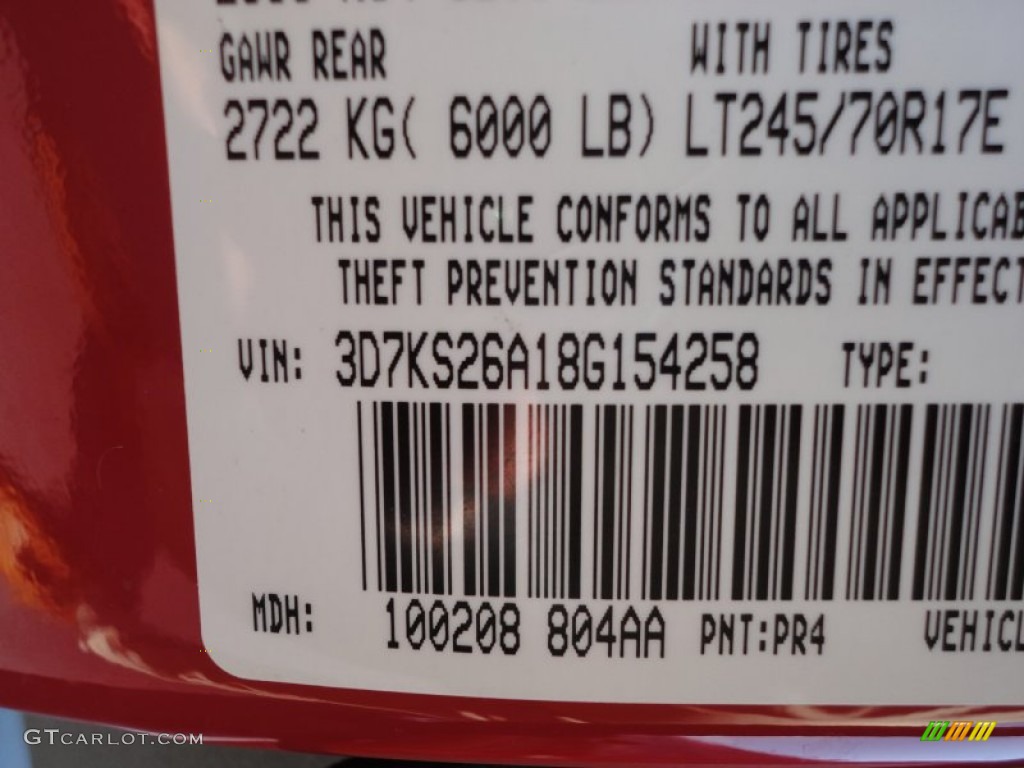 GAWR REAR WITH TIRES
2722 KG( 6000 LB) LT245/70R17E
THIS VEHICLE CONFORMS TO ALL APPLICAB
THEFT PREVENTION STANDARDS IN EFFECT
VIN: 3D7KS26A18G154258 TYPE:
MDH: 100208 804AA PNT:PR4 VEHICL
GTCARLOT.COM